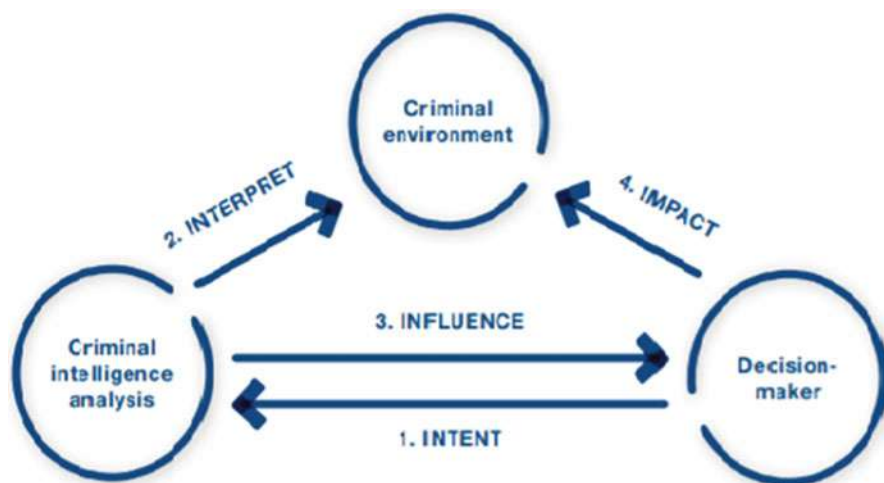 Criminal
environment
2. INTERPRET
4. IMPACT
3. INFLUENCE
Criminal
intelligence
analysis
Decision-
maker
1. INTENT